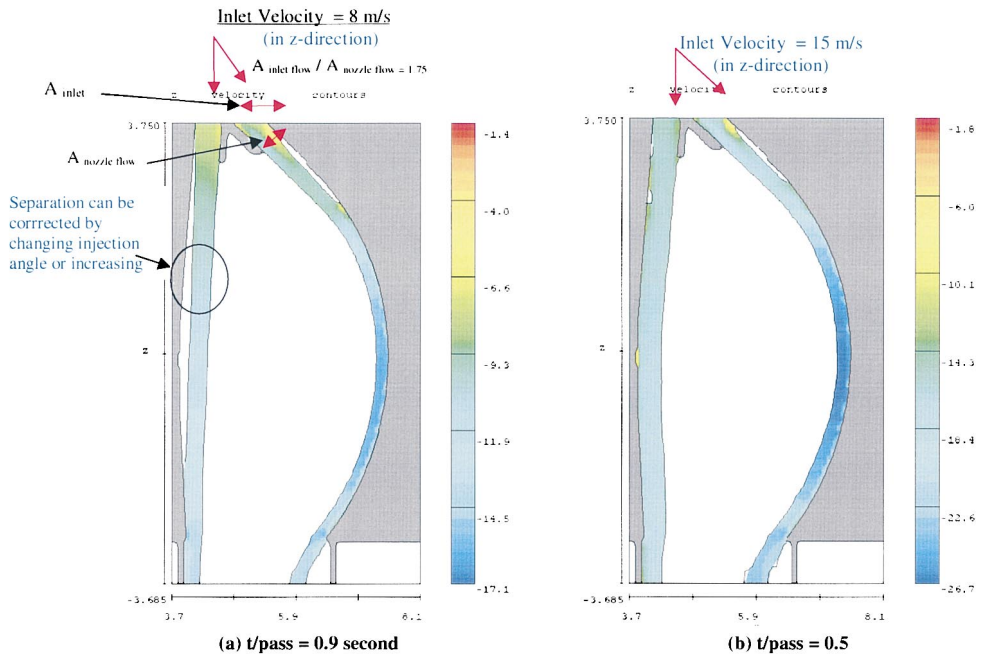 Inlet Velocity = 8 m/s
(in z-direction)
A inlet flow / A nozzle flow = 1.75
A inlet
z velocity contours
3.750
A nozzle flow
Separation can be
corrrected by
changing injection
angle or increasing
z
-3.685
3.7 5.9 6.1
-1.4
-4.0
-6.6
-9.3
-11.9
-14.5
-17.1
(a) t/pass = 0.9 second
Inlet Velocity = 15 m/s
(in z-direction)
z velocity contours
3.750
z
-3.685
3.7 5.9 8.1
-1.6
-6.0
-10.1
-14.3
-18.4
-22.6
-26.7
(b) t/pass = 0.5